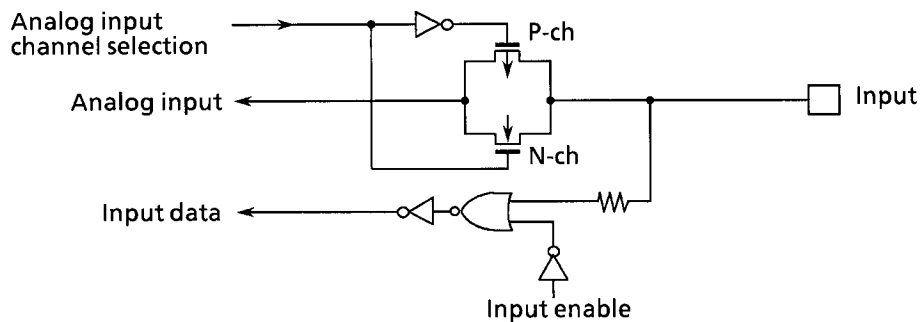 Analog input
channel selection
P-ch
Analog input
Input
N-ch
Input data
Input enable